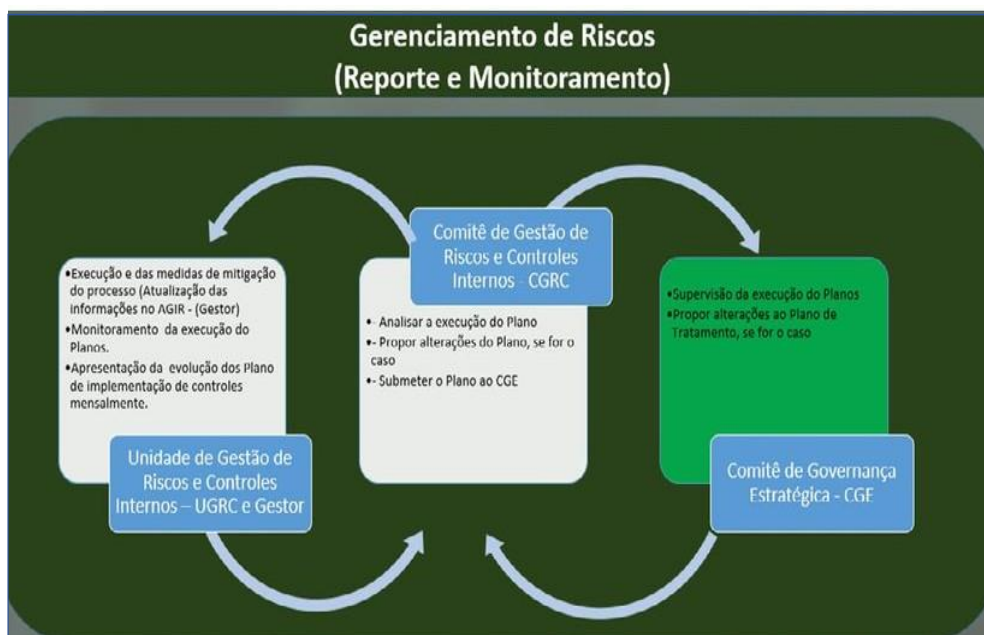 Gerenciamento de Riscos
(Reporte e Monitoramento)
•Execução e das medidas de mitigação
do processo (Atualização das
informações no AGIR - (Gestor)
•Monitoramento da execução do
Planos.
•Apresentação da evolução dos Plano
de implementação de controles
mensalmente.
Unidade de Gestão de
Riscos e Controles
Internos – UGRC e Gestor
Comitê de Gestão de
Riscos e Controles
Internos - CGRC
•- Analisar a execução do Plano
•- Propor alterações do Plano, se for o
caso
•- Submeter o Plano ao CGE
•Supervisão da execução do Planos
•Propor alterações ao Plano de
Tratamento, se for o caso
Comitê de Governança
Estratégica - CGE